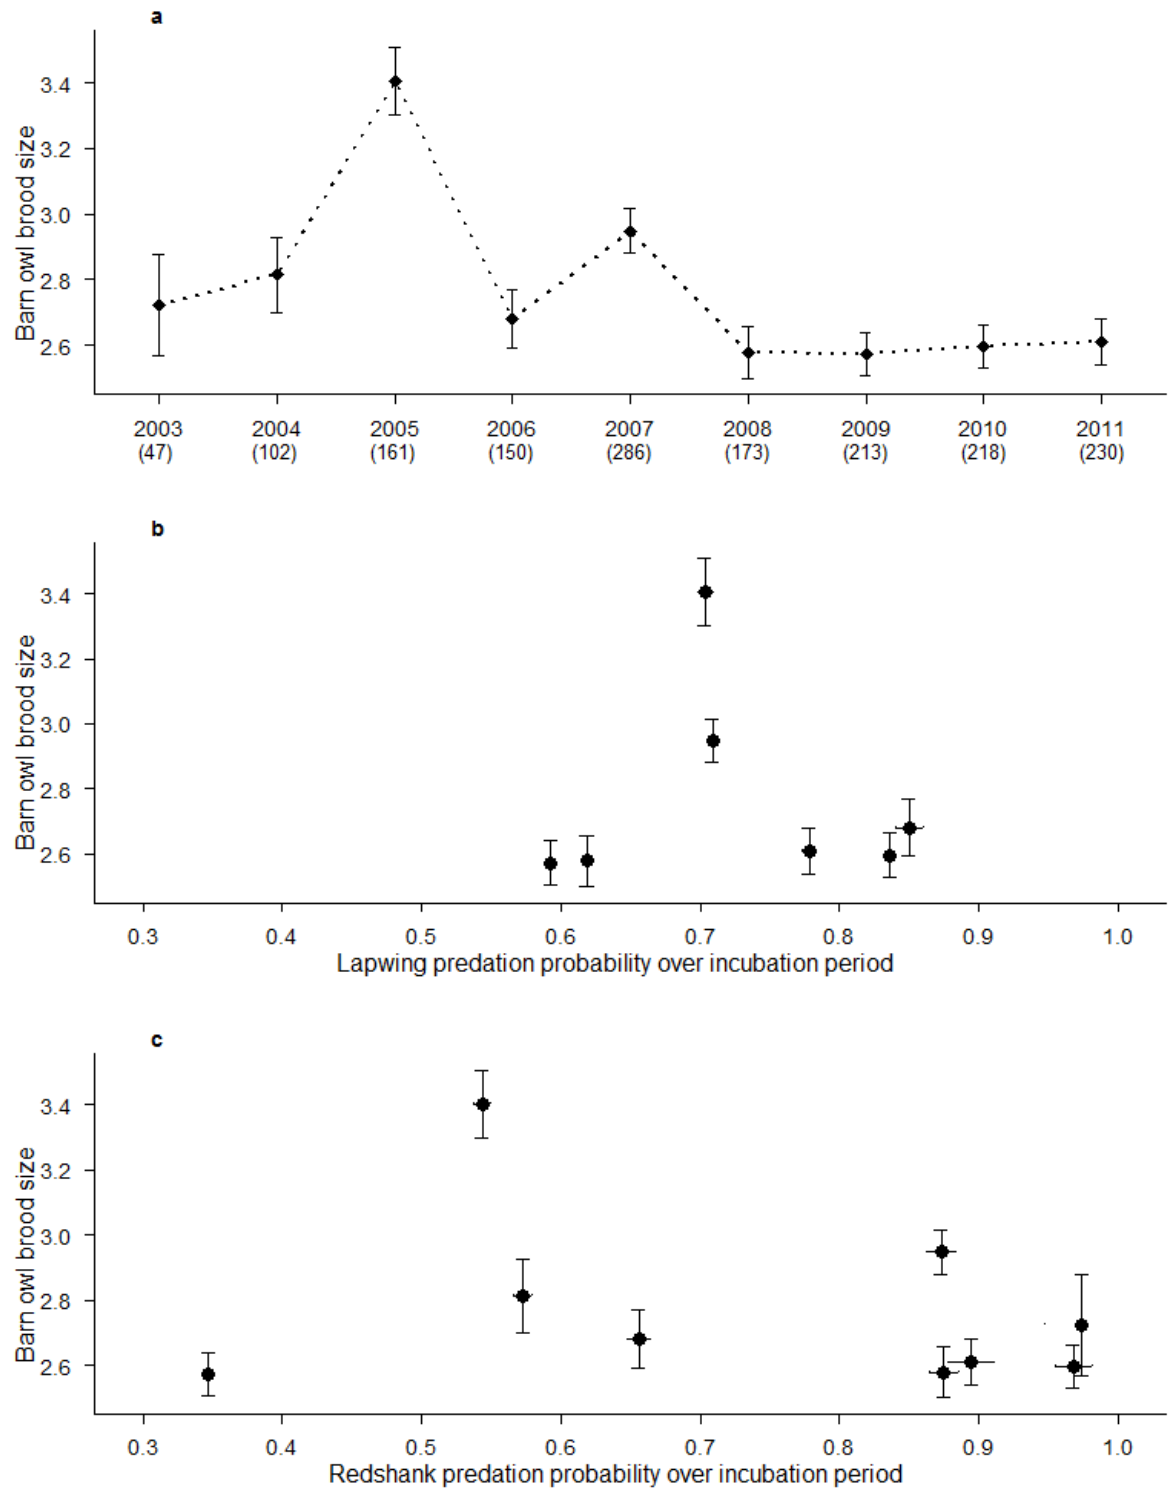 a
Barn owl brood size
3.4
3.2
3.0
2.8
2.6
2003 2004 2005 2006 2007 2008 2009 2010 2011
(47) (102) (161) (150) (286) (173) (213) (218) (230)
b
Barn owl brood size
3.4
3.2
3.0
2.8
2.6
0.3 0.4 0.5 0.6 0.7 0.8 0.9 1.0
Lapwing predation probability over incubation period
c
Barn owl brood size
3.4
3.2
3.0
2.8
2.6
0.3 0.4 0.5 0.6 0.7 0.8 0.9 1.0
Redshank predation probability over incubation period